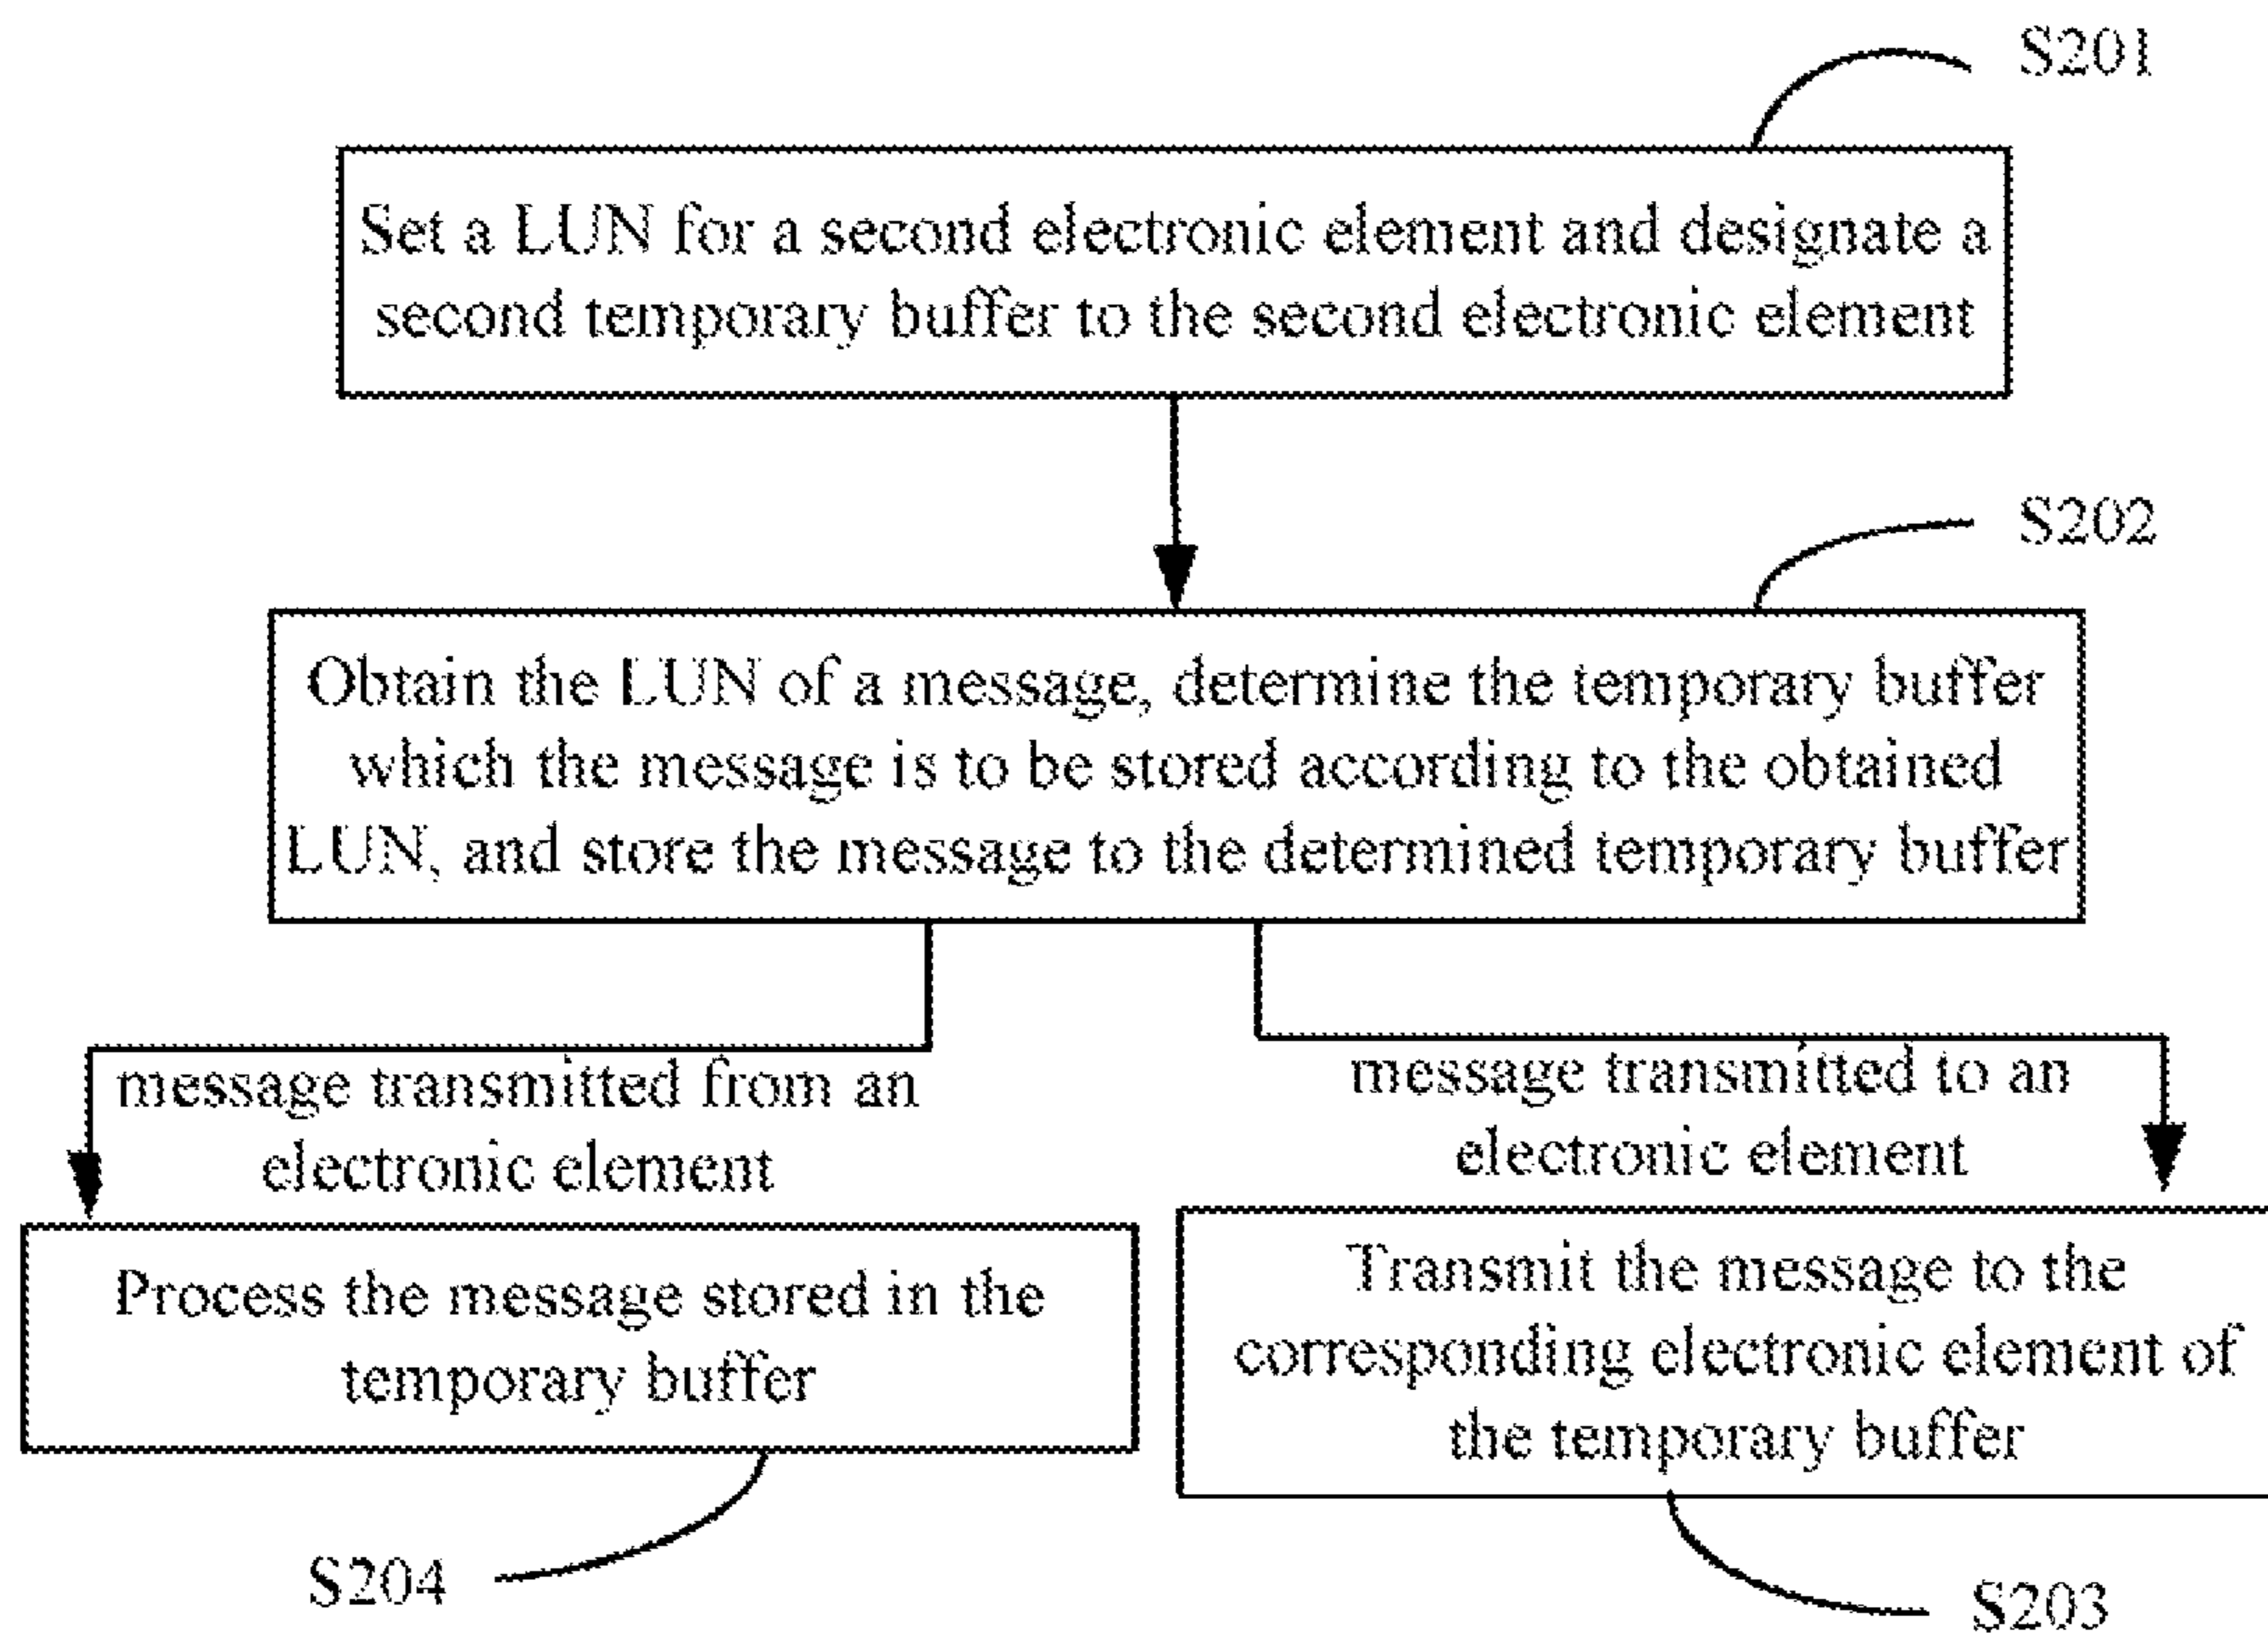 S201
Set a LUN for a second electronic element and designate a
second temporary buffer to the second electronic element
S202
Obtain the LUN of a message, determine the temporary buffer
which the message is to be stored according to the obtained
LUN, and store the message to the determined temporary buffer
message transmitted from an
electronic element
message transmitted to an
electronic element
Process the message stored in the
temporary buffer
Transmit the message to the
corresponding electronic element of
the temporary buffer
S204
S203